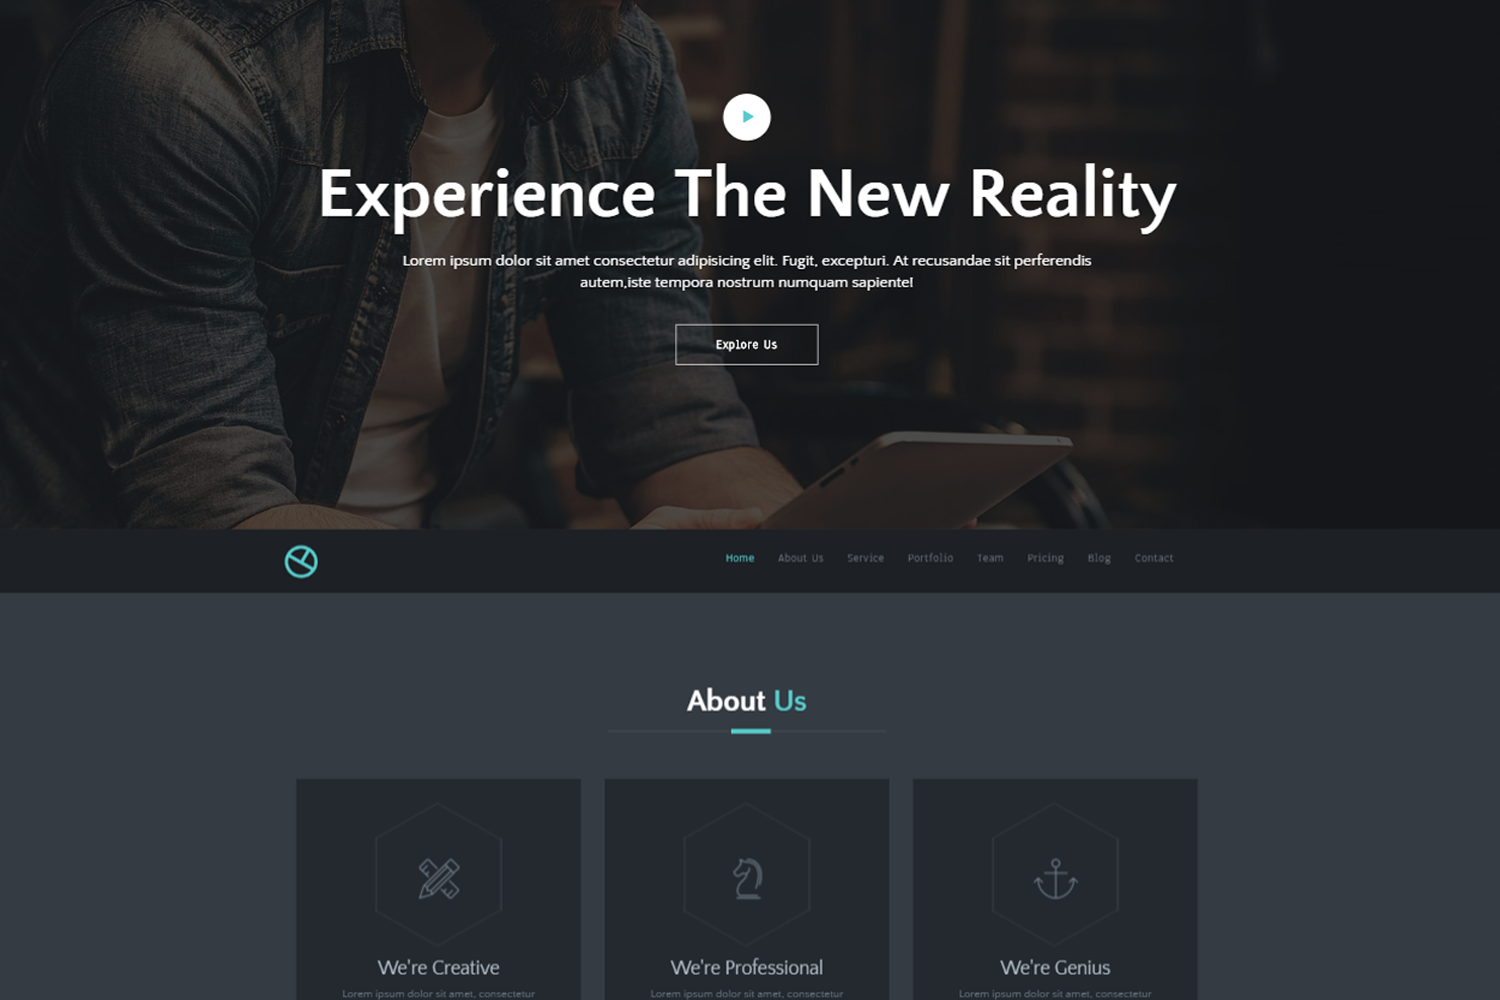 Experience The New Reality
Lorem ipsum dolor sit amet consectetur adipisicing elit. Fugit, excepturi. At recusandae sit perferendis
autem,iste tempora nostrum numquam sapiente!
Explore Us
Home About Us Service Portfolio Team Pricing Blog Contact
About Us
We're Creative We're Professional We're Genius
Lorem ipsum dolor sit amet, consectetur Lorem ipsum dolor sit amet, consectetur Lorem ipsum dolor sit amet, consectetur